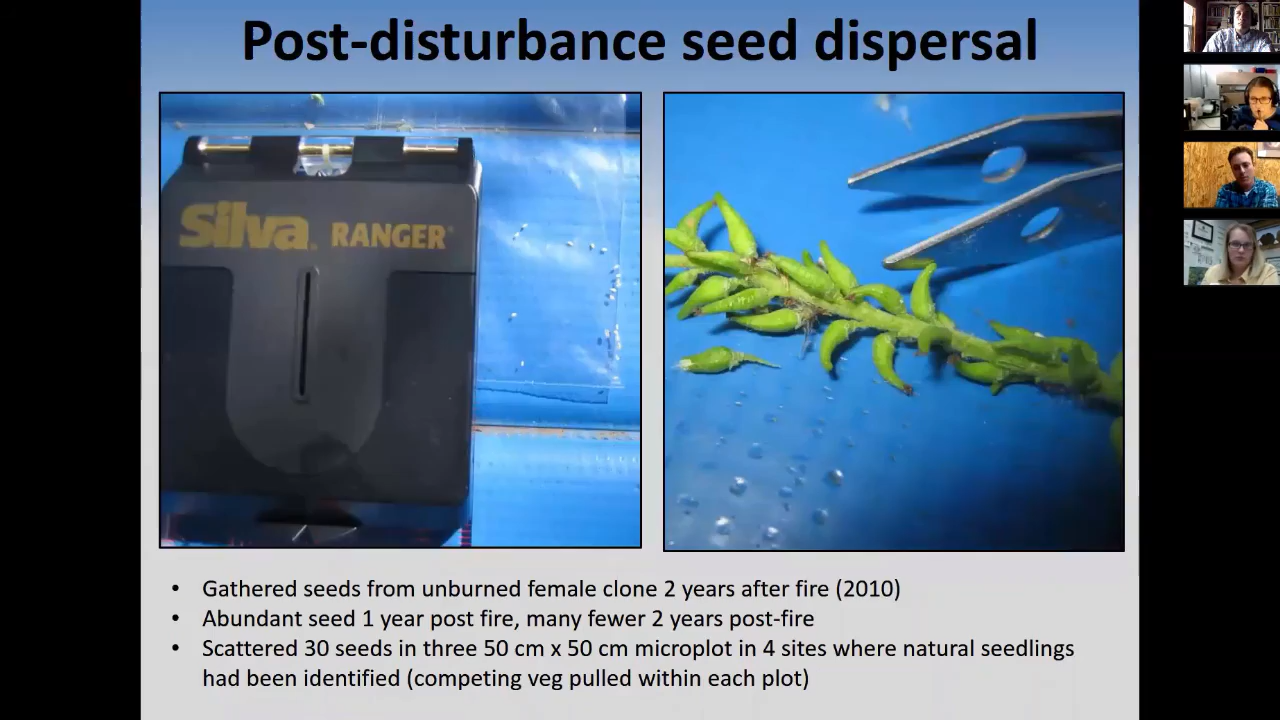 Post-disturbance seed dispersal
Silva RANGER
• Gathered seeds from unburned female clone 2 years after fire (2010)
• Abundant seed 1 year post fire, many fewer 2 years post-fire
• Scattered 30 seeds in three 50 cm x 50 cm microplot in 4 sites where natural seedlings
had been identified (competing veg pulled within each plot)